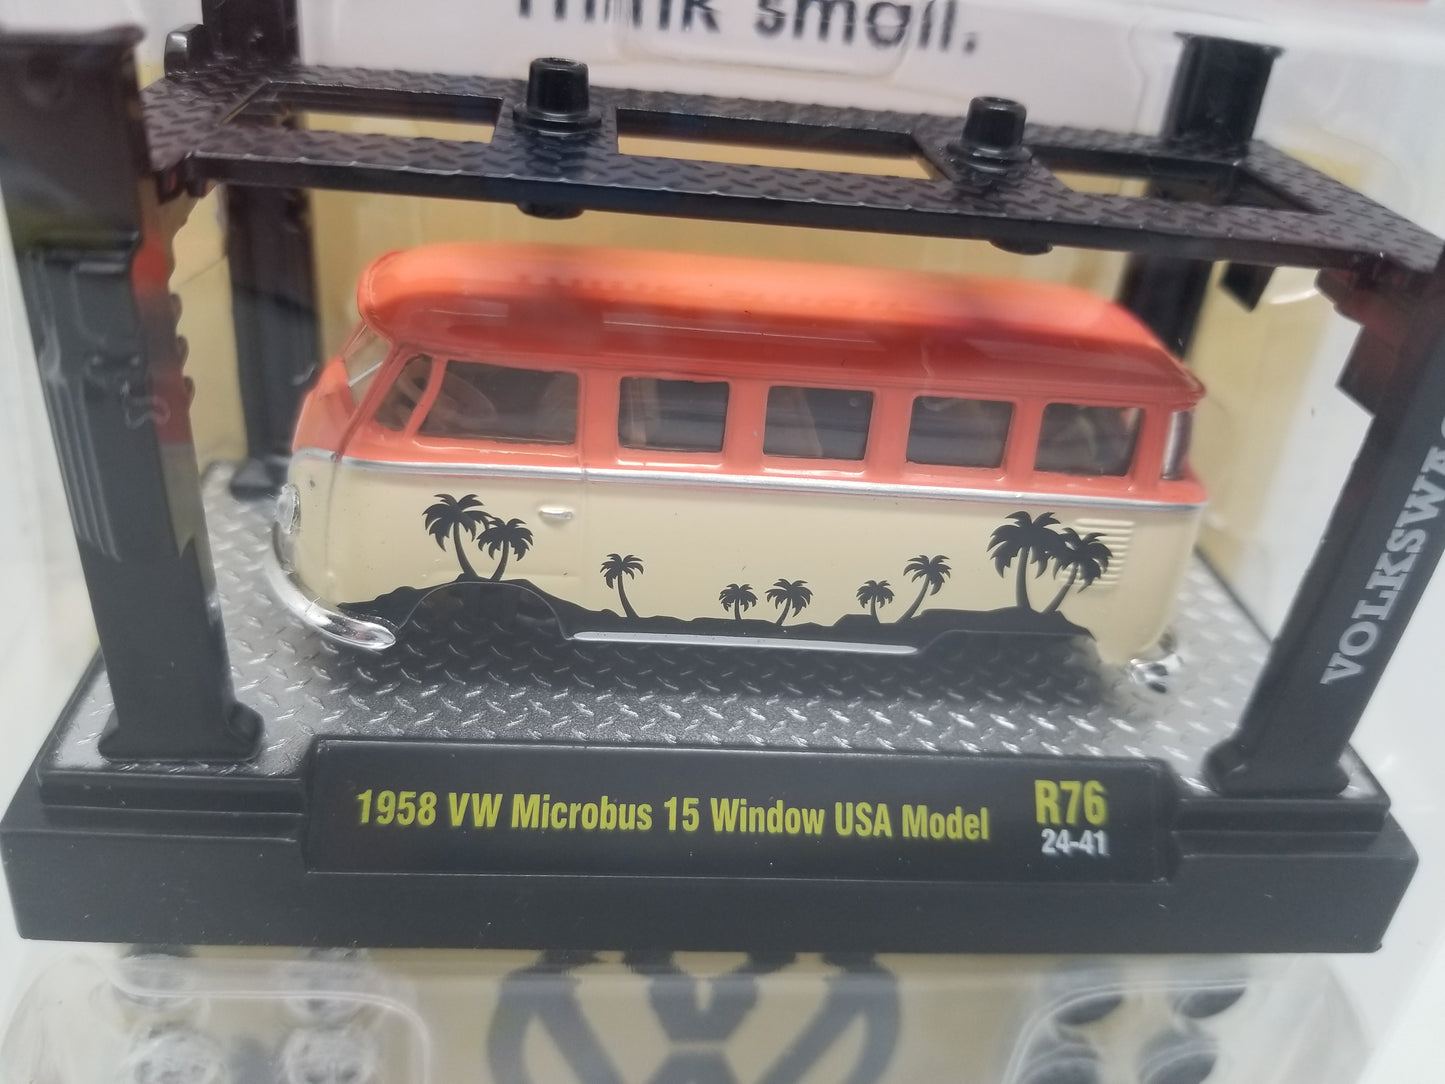 Think small.
VOLKSWAG
1958 VW Microbus 15 Window USA Model
R76
24-41